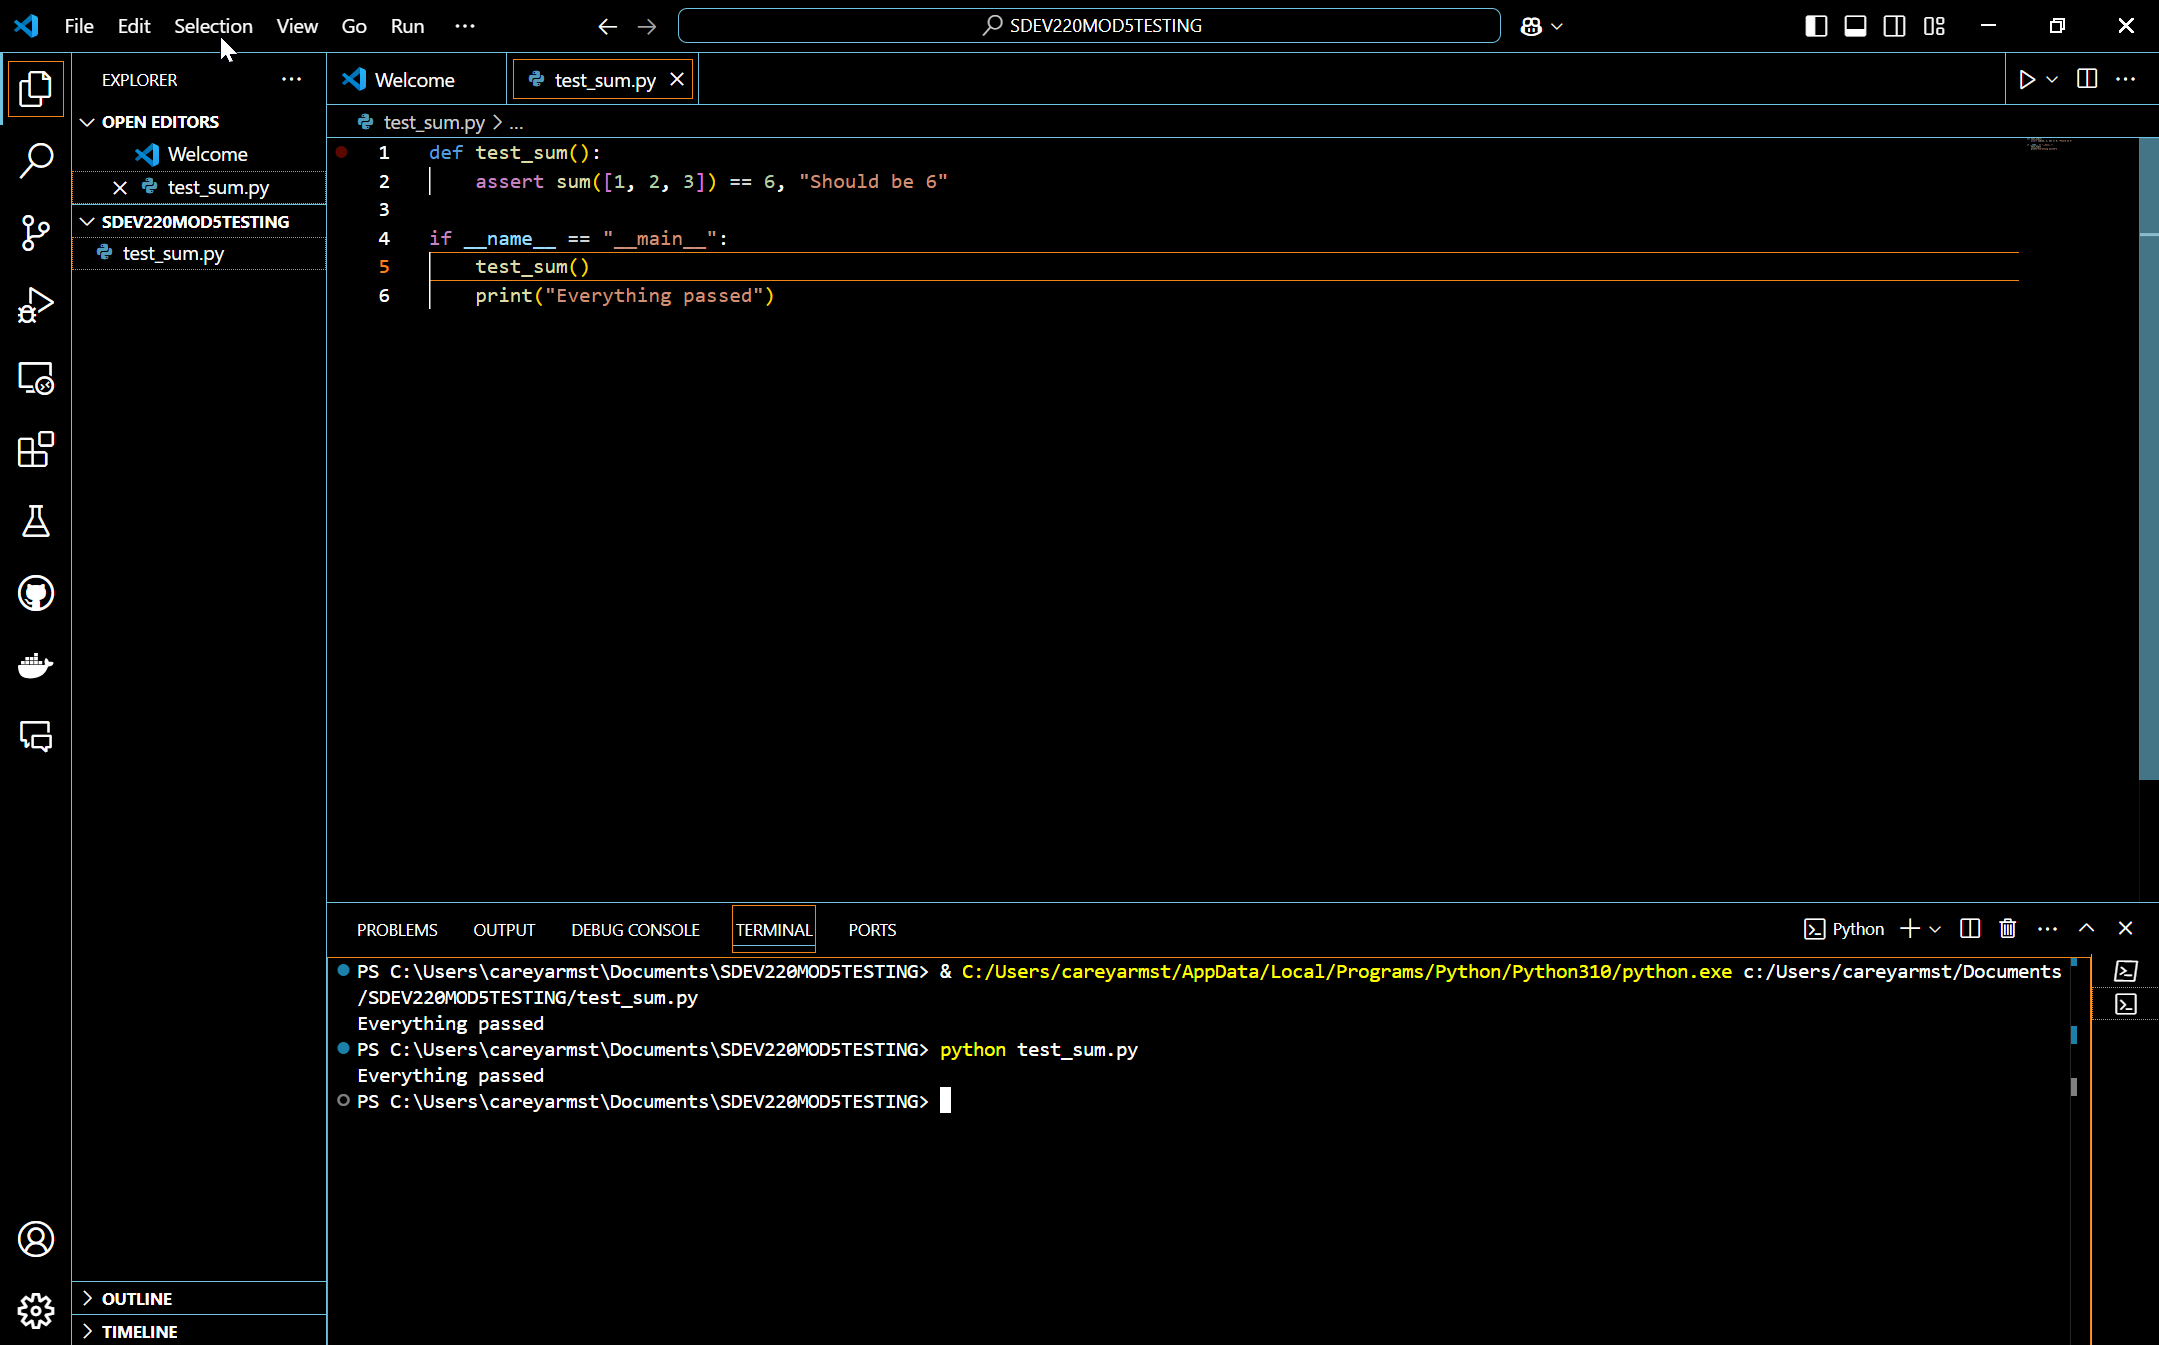 File Edit Selection View Go Run ...
SDEV220MOD5TESTING
EXPLORER
OPEN EDITORS
Welcome
test_sum.py
SDEV220MOD5TESTING
test_sum.py
OUTLINE
TIMELINE
Welcome
test_sum.py
test_sum.py > ...
1 def test_sum():
2     assert sum([1, 2, 3]) == 6, "Should be 6"
3
4 if __name__ == "__main__":
5     test_sum()
6     print("Everything passed")
PROBLEMS OUTPUT DEBUG CONSOLE TERMINAL PORTS
Python
PS C:\Users\careyarmst\Documents\SDEV220MOD5TESTING> & C:/Users/careyarmst/AppData/Local/Programs/Python/Python310/python.exe c:/Users/careyarmst/Documents
/SDEV220MOD5TESTING/test_sum.py
Everything passed
PS C:\Users\careyarmst\Documents\SDEV220MOD5TESTING> python test_sum.py
Everything passed
PS C:\Users\careyarmst\Documents\SDEV220MOD5TESTING>